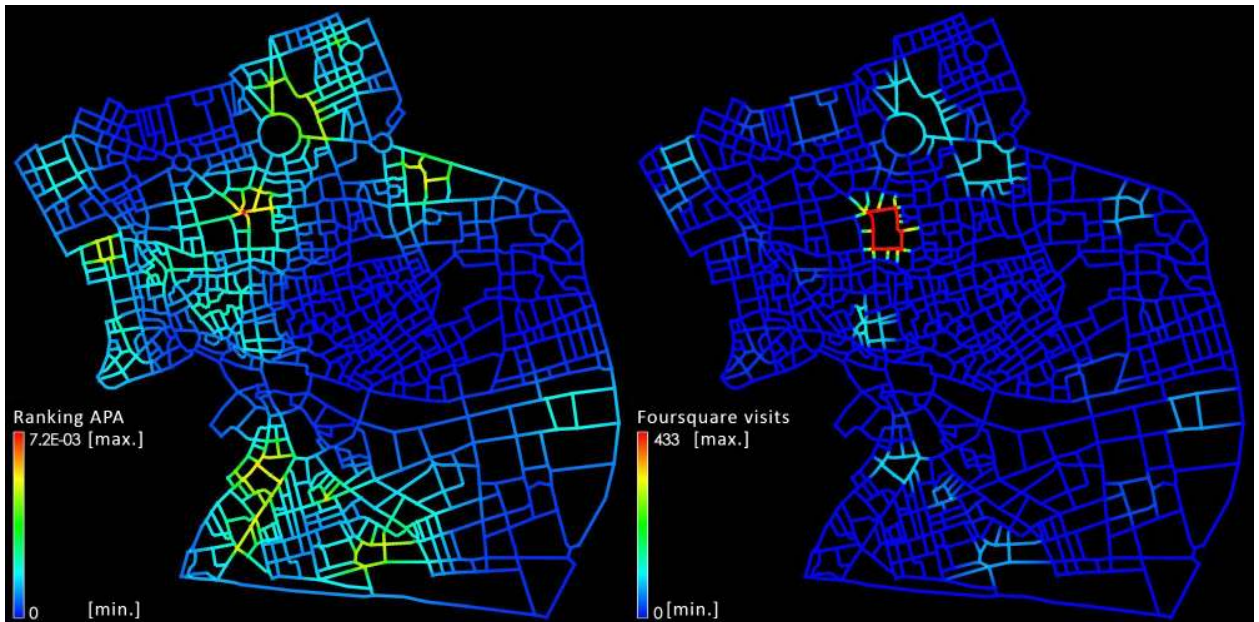 Ranking APA
7.2E-03 [max.]
0 [min.]
Foursquare visits
433 [max.]
0 [min.]